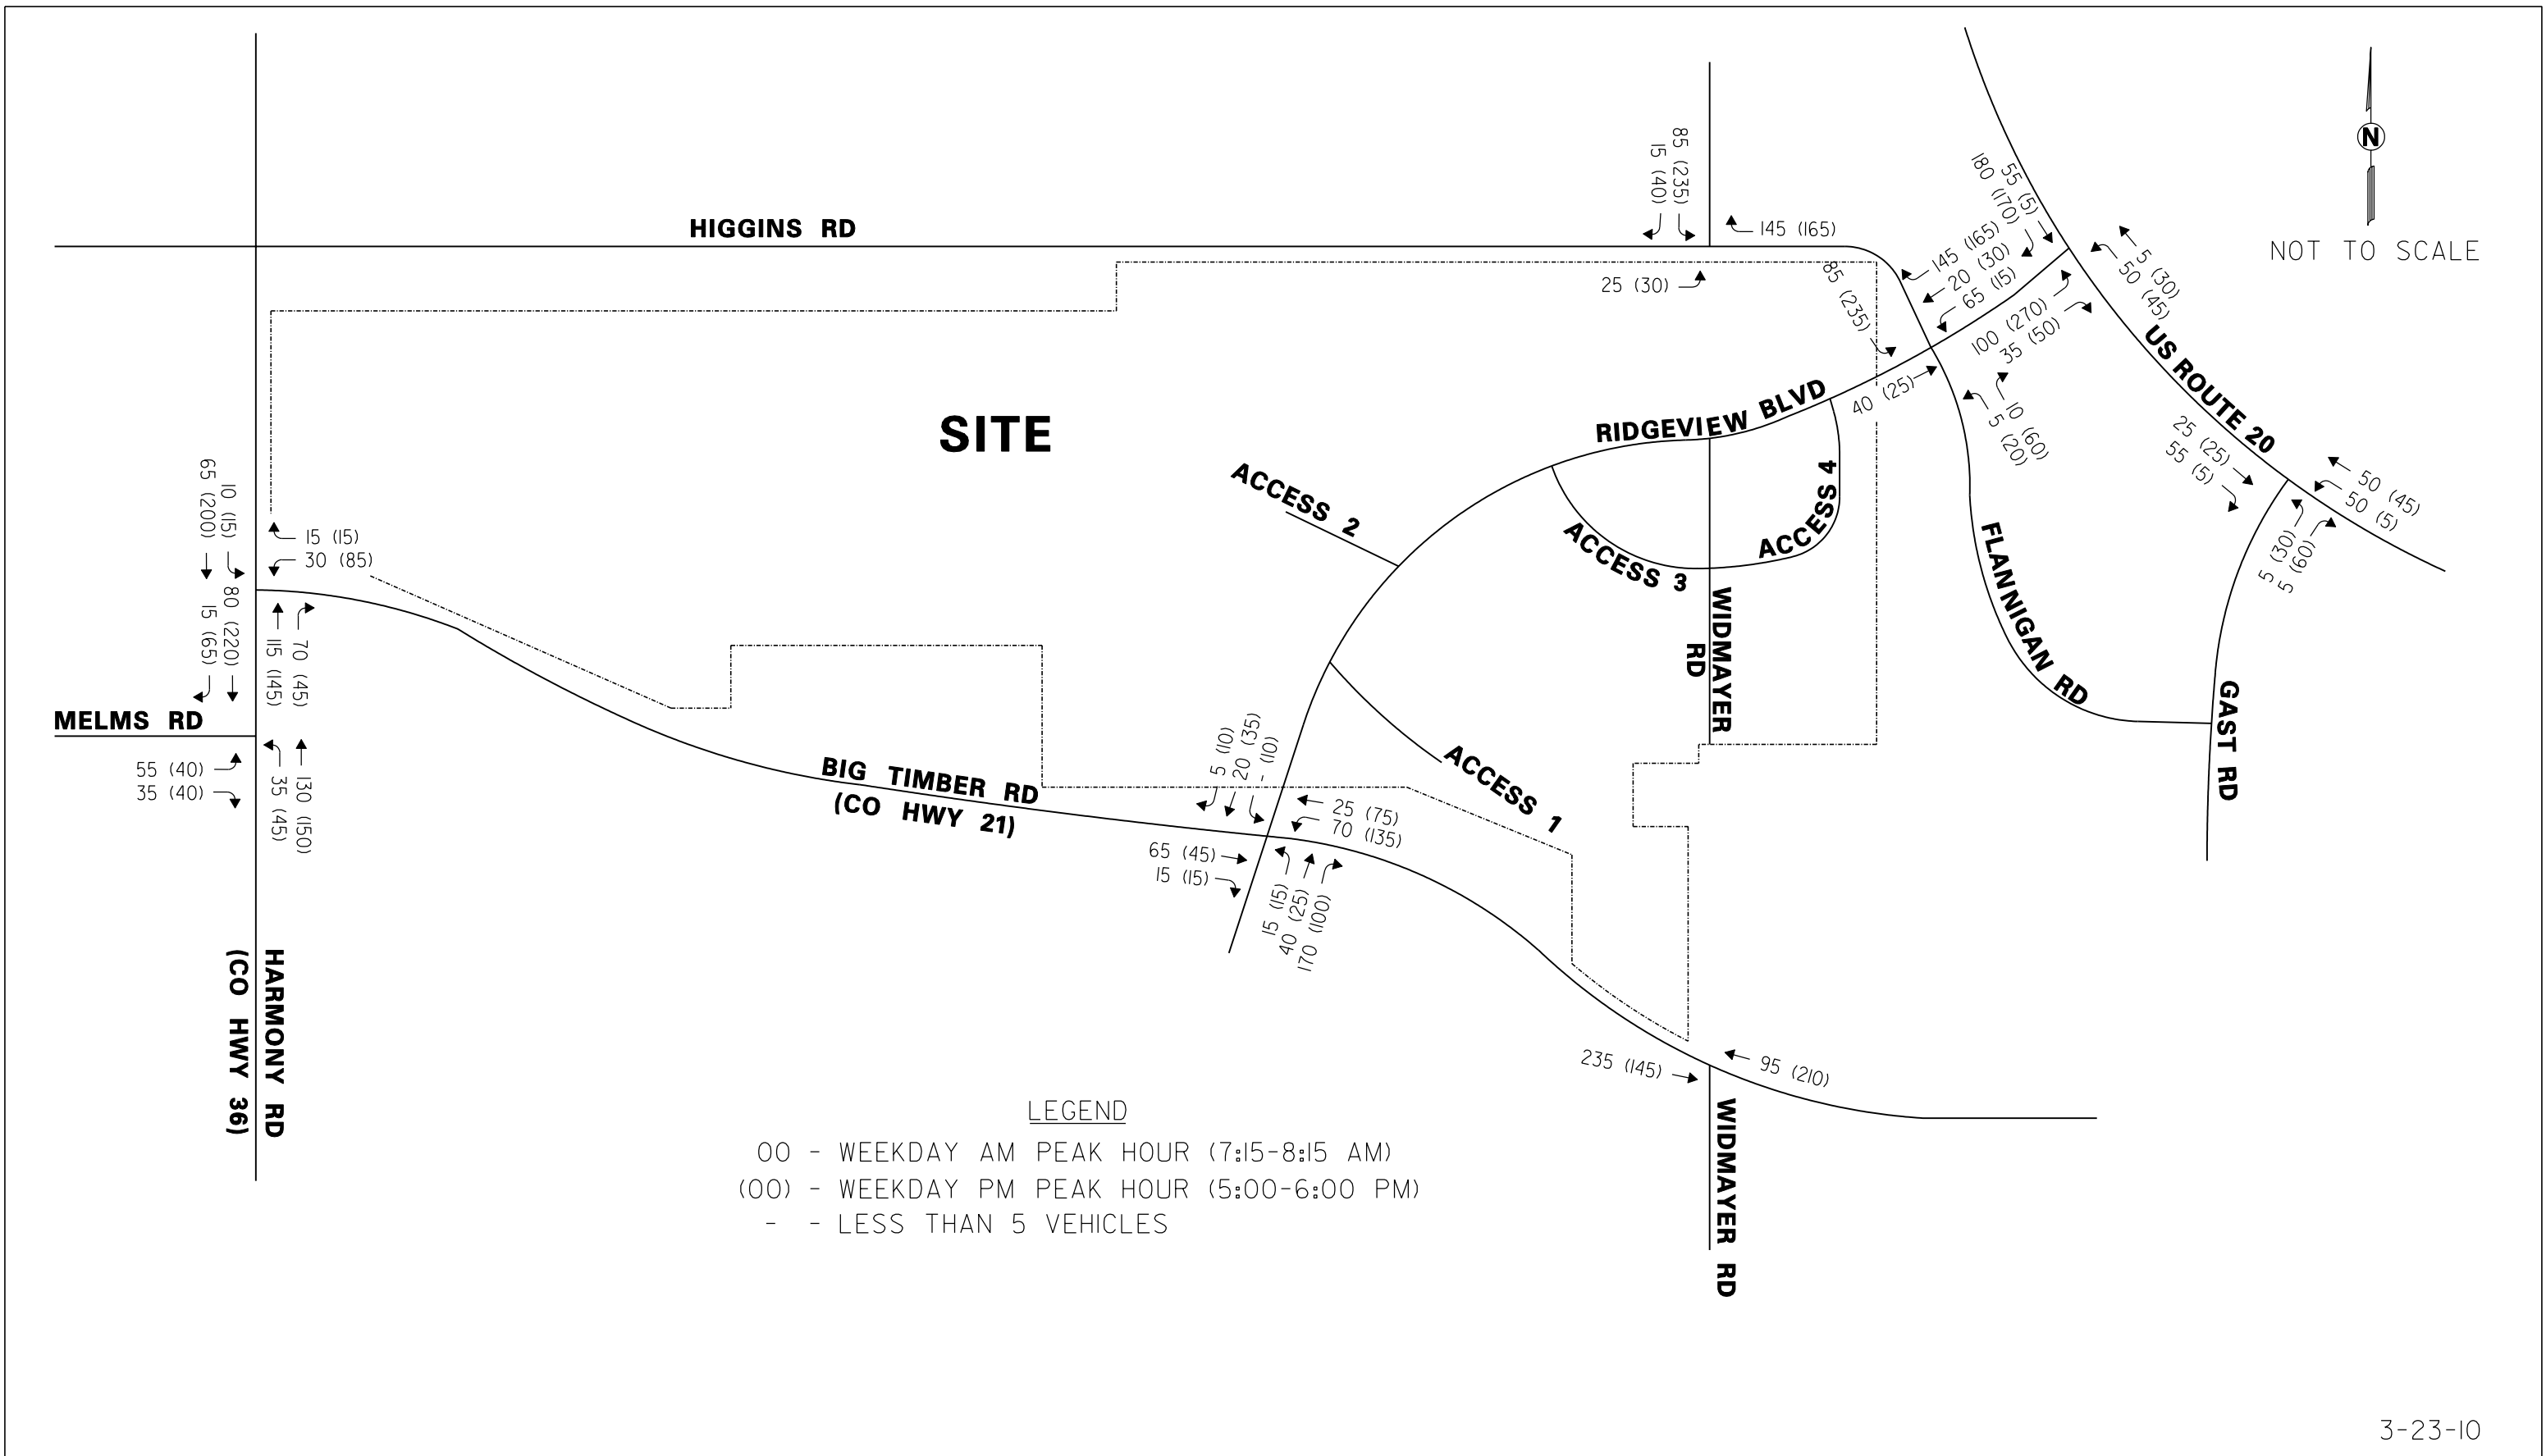 HIGGINS RD
85 (235)
15 (40)
145 (165)
25 (30)
85 (235)
55 (5)
180 (170)
145 (165)
20 (30)
65 (15)
100 (270)
35 (50)
5 (30)
50 (45)
N
NOT TO SCALE
US ROUTE 20
SITE
RIDGEVIEW BLVD
40 (25)
10 (60)
5 (20)
25 (25)
55 (5)
50 (45)
50 (5)
5 (30)
5 (60)
ACCESS 2
ACCESS 3
ACCESS 4
WIDMAYER
RD
FLANNIGAN RD
GAST RD
10 (15)
65 (200)
15 (15)
30 (85)
80 (220)
15 (65)
70 (45)
115 (145)
MELMS RD
55 (40)
35 (40)
130 (150)
35 (45)
BIG TIMBER RD
(CO HWY 21)
5 (10)
20 (35)
- (10)
25 (75)
70 (135)
ACCESS 1
65 (45)
15 (15)
15 (15)
40 (25)
170 (100)
HARMONY RD
(CO HWY 36)
235 (145)
95 (210)
WIDMAYER RD
LEGEND
00 - WEEKDAY AM PEAK HOUR (7:15-8:15 AM)
(00) - WEEKDAY PM PEAK HOUR (5:00-6:00 PM)
- - LESS THAN 5 VEHICLES
3-23-10